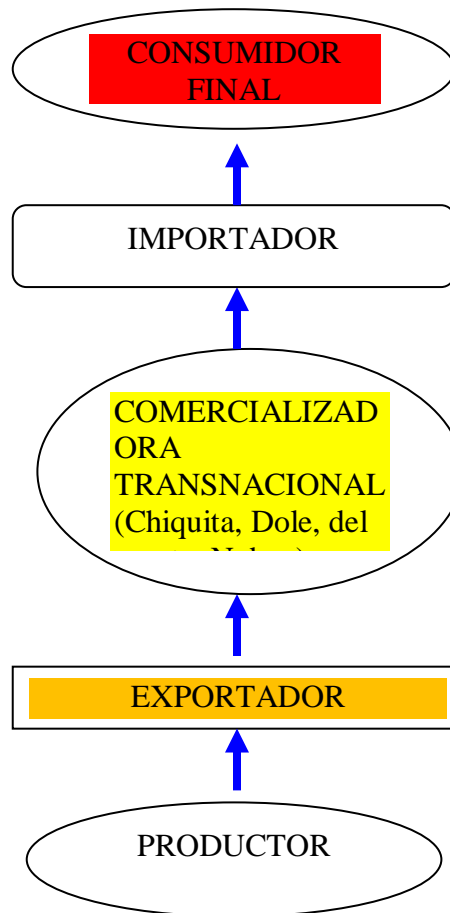 CONSUMIDOR
FINAL
IMPORTADOR
COMERCIALIZAD
ORA
TRANSNACIONAL
(Chiquita, Dole, del
EXPORTADOR
PRODUCTOR